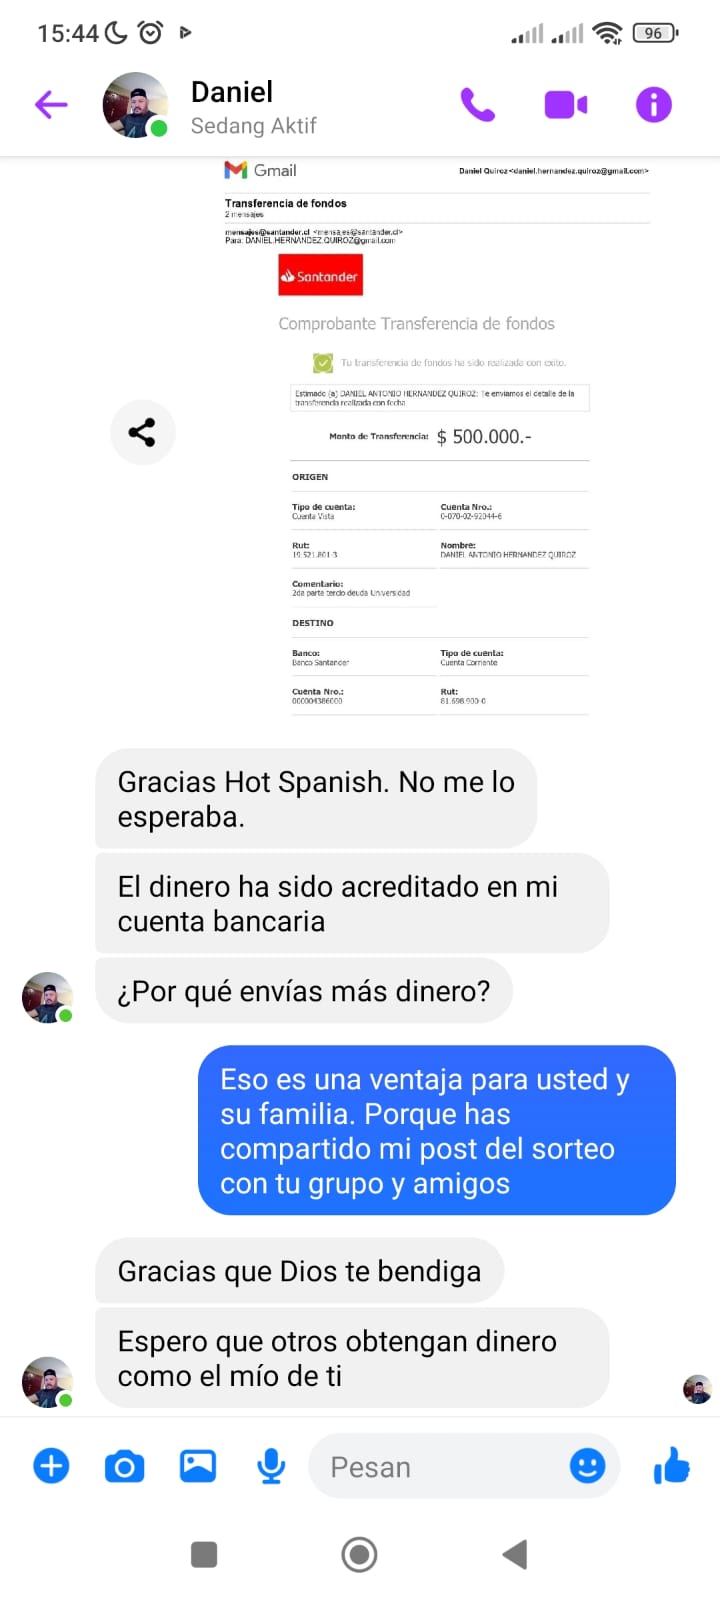 15:44
96
Daniel
Sedang Aktif
Gmail
Daniel Quiroz<daniel.hernandez.quiroz@gmail.com>
Transferencia de fondos
2 mensajes
mensajes@santander.cl <mensajes@santander.cl>
Para: DANIEL.HERNANDEZ.QUIROZ@gmail.com
Santander
Comprobante Transferencia de fondos
Tu transferencia de fondos ha sido realizada con exito.
Estimado (a) DANIEL ANTONIO HERNANDEZ QUIROZ: Te enviamos el detalle de la
transferencia realizada con fecha
Monto de Transferencia: $ 500.000.-
ORIGEN
Tipo de cuenta: Cuenta Nro.:
Cuenta Vista 0-070-02-92044-6
Rut: Nombre:
19.521.801-3 DANIEL ANTONIO HERNANDEZ QUIROZ
Comentario:
2da parte tercio deuda Universidad
DESTINO
Banco: Tipo de cuenta:
Banco Santander Cuenta Corriente
Cuenta Nro.: Rut:
000004386000 81.698.900-0
Gracias Hot Spanish. No me lo
esperaba.
El dinero ha sido acreditado en mi
cuenta bancaria
¿Por qué envías más dinero?
Eso es una ventaja para usted y
su familia. Porque has
compartido mi post del sorteo
con tu grupo y amigos
Gracias que Dios te bendiga
Espero que otros obtengan dinero
como el mío de ti
Pesan